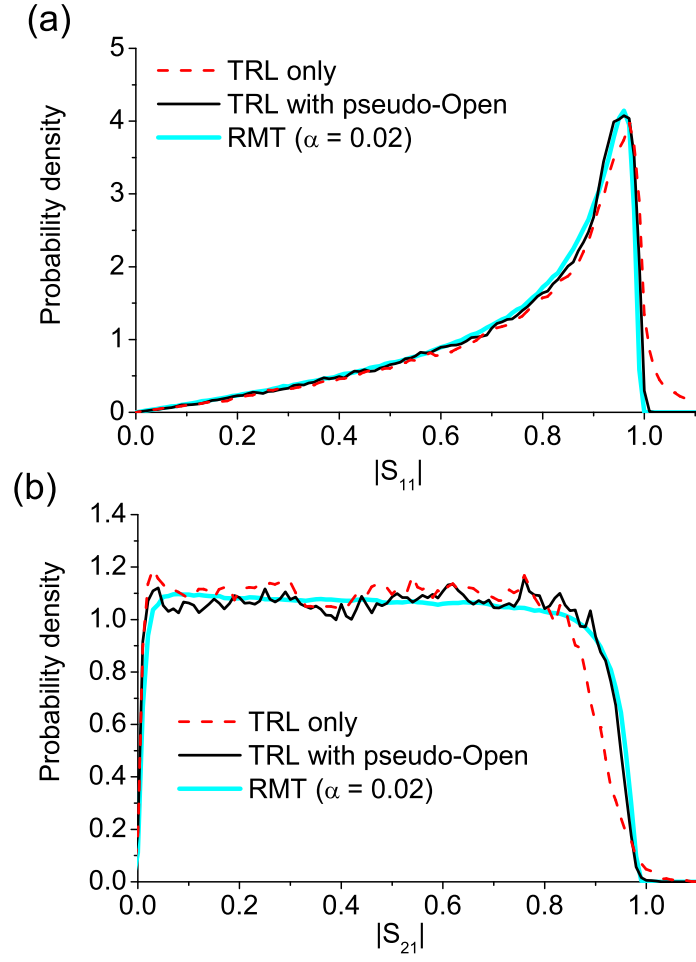 (a)
5
4
3
2
1
0
Probability density
TRL only
TRL with pseudo-Open
RMT (α = 0.02)
0.0 0.2 0.4 0.6 0.8 1.0
|S₁₁|
(b)
1.4
1.2
1.0
0.8
0.6
0.4
0.2
0.0
Probability density
TRL only
TRL with pseudo-Open
RMT (α = 0.02)
0.0 0.2 0.4 0.6 0.8 1.0
|S₂₁|